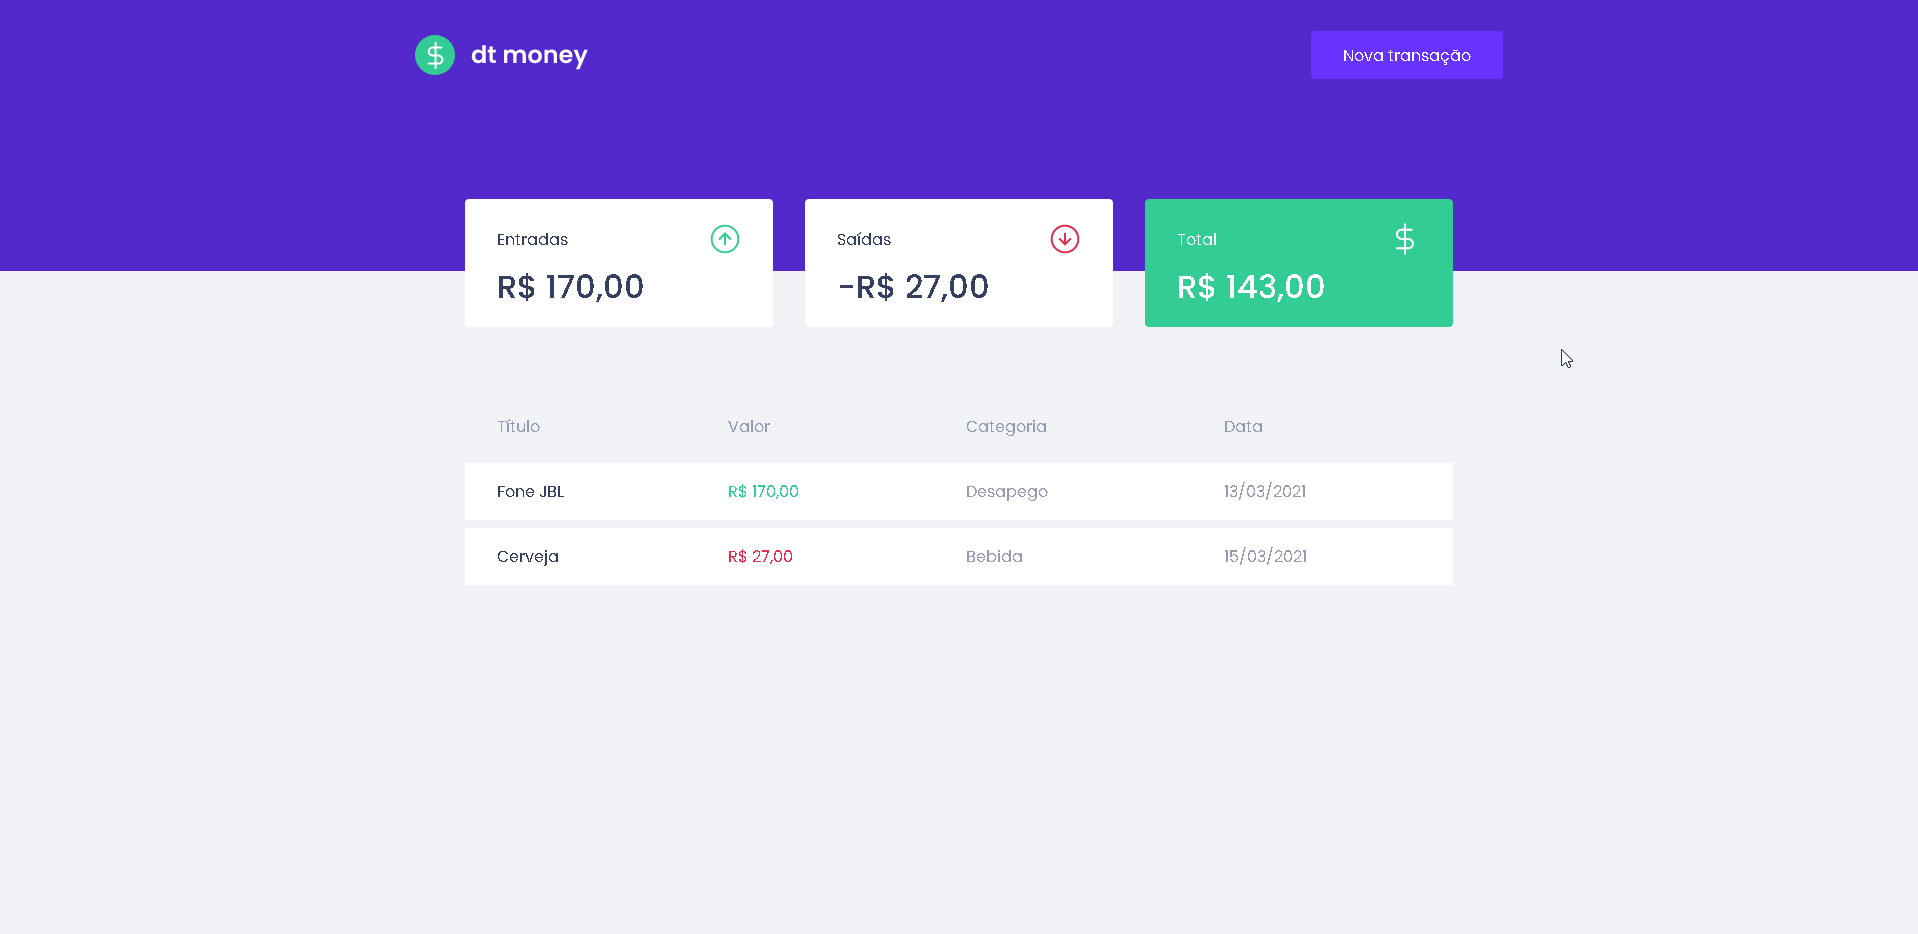 dt money
Nova transação
Entradas
R$ 170,00
Saídas
-R$ 27,00
Total
$
R$ 143,00
Título Valor Categoria Data
Fone JBL R$ 170,00 Desapego 13/03/2021
Cerveja R$ 27,00 Bebida 15/03/2021